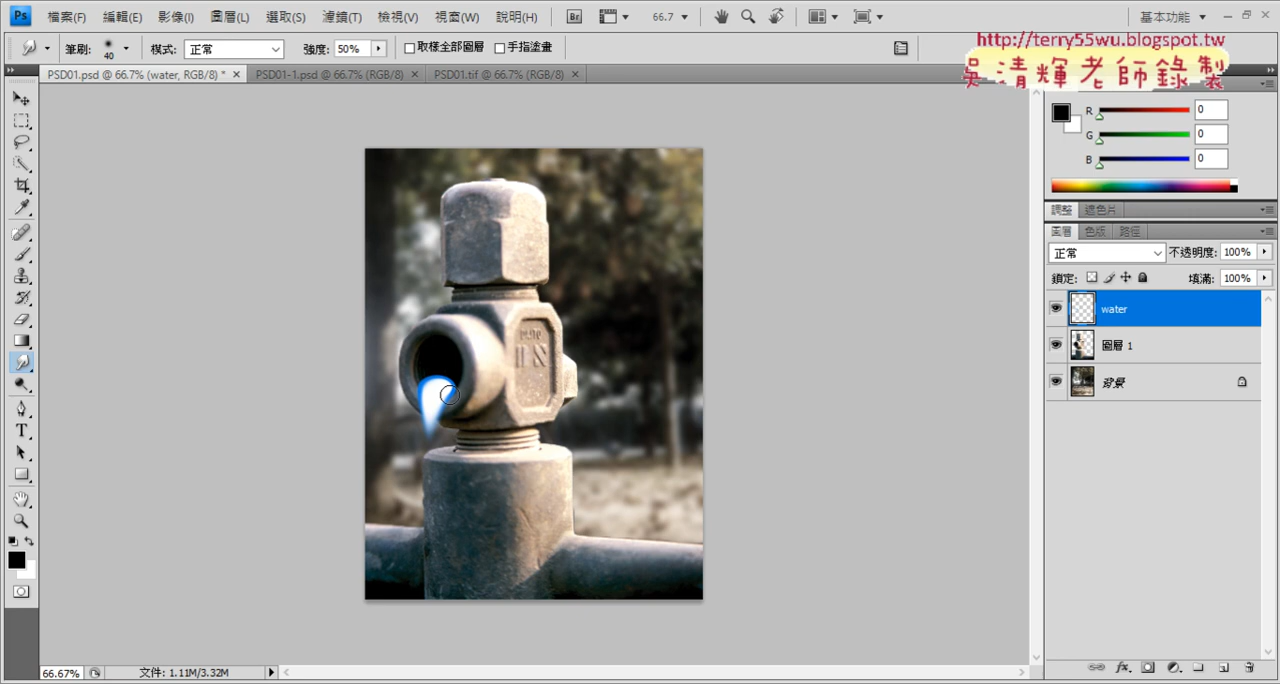 Ps 檔案(F) 編輯(E) 影像(I) 圖層(L) 選取(S) 濾鏡(T) 檢視(V) 視窗(W) 說明(H) Br 66.7 基本功能
筆刷: 40 模式: 正常 強度: 50% 取樣全部圖層 手指塗畫
http://terry55wu.blogspot.tw
吳清輝老師錄製
PSD01.psd @ 66.7% (water, RGB/8) * × PSD01-1.psd @ 66.7% (RGB/8) × PSD01.tif @ 66.7% (RGB/8) ×
R 0
G 0
B 0
調整 遮色片
圖層 色版 路徑
正常 不透明度: 100%
鎖定: 填滿: 100%
water
圖層 1
背景
T
fx
66.67% 文件: 1.11M/3.32M